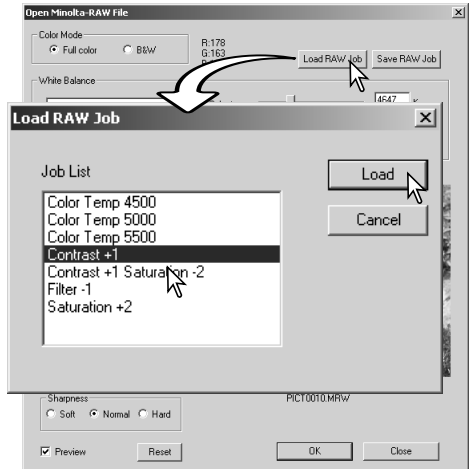 Open Minolta-RAW File
Color Mode
Full color B&W
R:178
G:163
Load RAW Job Save RAW Job
White Balance
4647
Load RAW Job
Job List
Color Temp 4500
Color Temp 5000
Color Temp 5500
Contrast +1
Contrast +1 Saturation -2
Filter -1
Saturation +2
Load
Cancel
Sharpness
Soft Normal Hard
PICT0010.MRW
Preview Reset OK Close